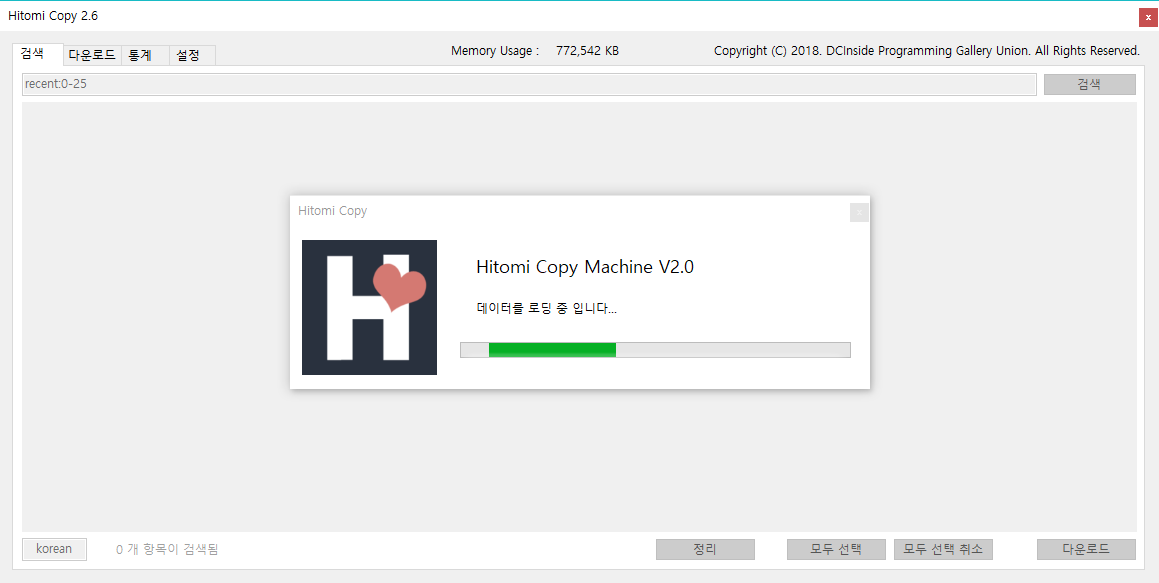 Hitomi Copy 2.6
x
검색 다운로드 통계 설정 Memory Usage : 772,542 KB Copyright (C) 2018. DCInside Programming Gallery Union. All Rights Reserved.
recent:0-25 검색
Hitomi Copy
x
H
Hitomi Copy Machine V2.0
데이터를 로딩 중 입니다...
korean 0 개 항목이 검색됨 정리 모두 선택 모두 선택 취소 다운로드